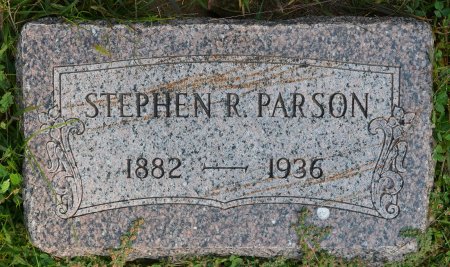 STEPHEN R. PARSON
1882 — 1936